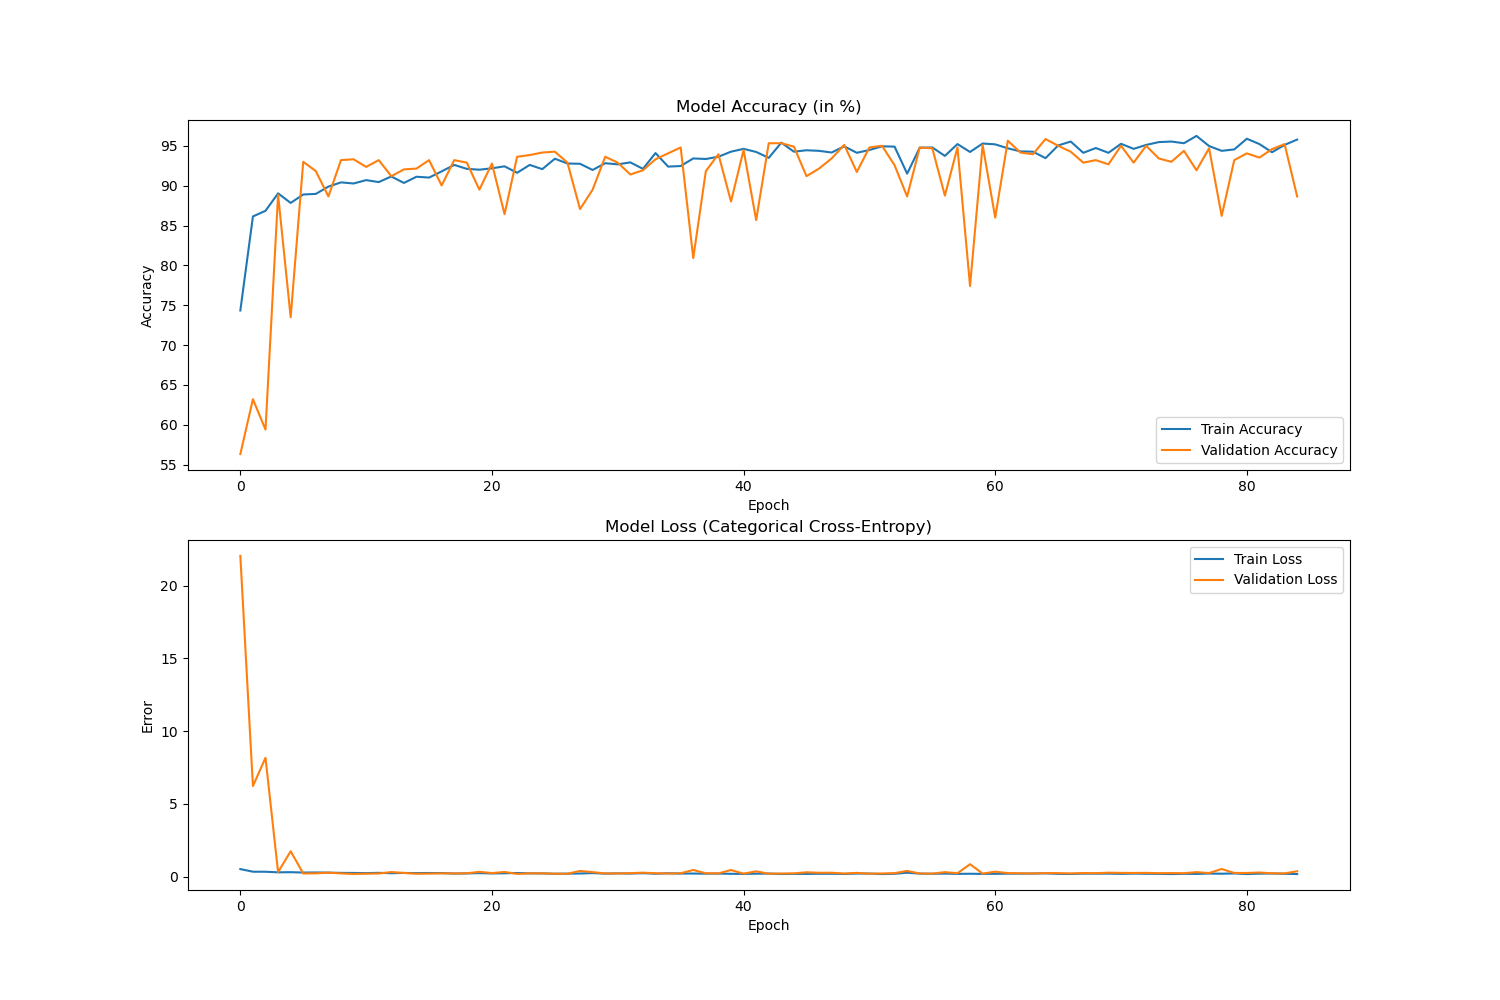 Model Accuracy (in %)
Accuracy
95
90
85
80
75
70
65
60
55
Train Accuracy
Validation Accuracy
0 20 40 60 80
Epoch
Model Loss (Categorical Cross-Entropy)
Error
20
15
10
5
0
Train Loss
Validation Loss
0 20 40 60 80
Epoch